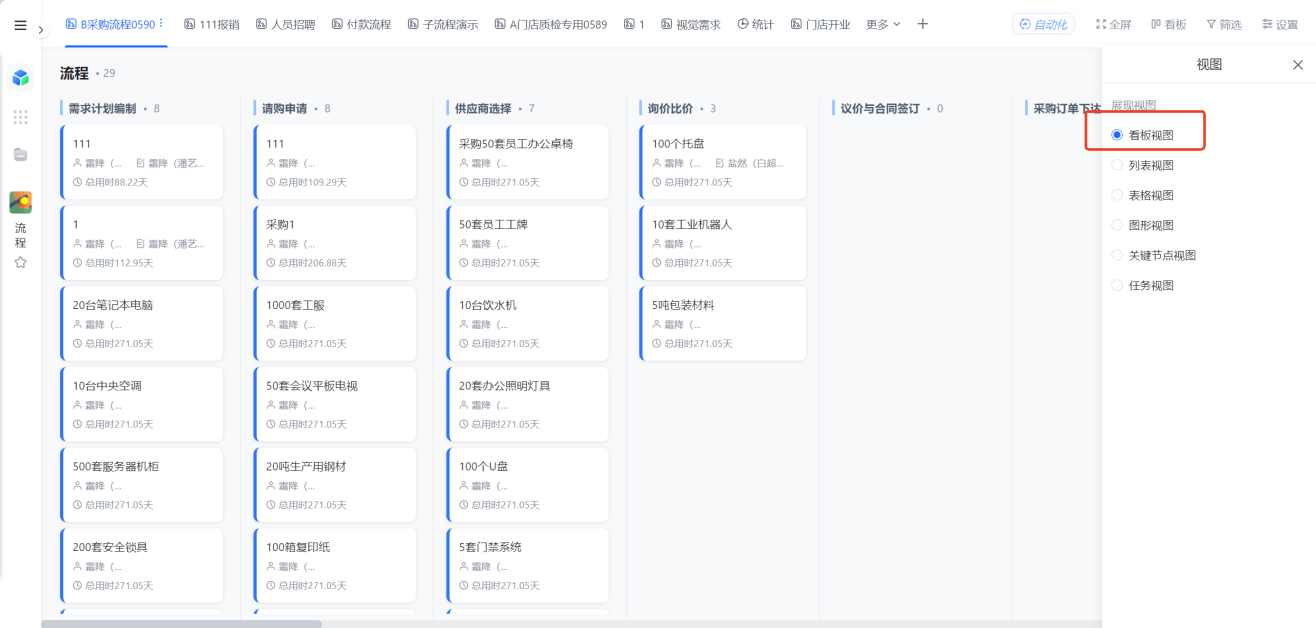 B采购流程0590
111报销
人员招聘
付款流程
子流程演示
A门店质检专用0589
1
视觉需求
统计
门店开业
更多
自动化
全屏
看板
筛选
设置
流程
流程 · 29
需求计划编制 · 8
111
霜降（... 霜降（潘艺...
总用时88.22天
1
霜降（... 霜降（潘艺...
总用时112.95天
20台笔记本电脑
霜降（...
总用时271.05天
10台中央空调
霜降（...
总用时271.05天
500套服务器机柜
霜降（...
总用时271.05天
200套安全锁具
霜降（...
总用时271.05天
请购申请 · 8
111
霜降（...
总用时109.29天
采购1
霜降（...
总用时206.88天
1000套工服
霜降（...
总用时271.05天
50套会议平板电视
霜降（...
总用时271.05天
20吨生产用钢材
霜降（...
总用时271.05天
100箱复印纸
霜降（...
总用时271.05天
供应商选择 · 7
采购50套员工办公桌椅
霜降（...
总用时271.05天
50套员工工牌
霜降（...
总用时271.05天
10台饮水机
霜降（...
总用时271.05天
20套办公照明灯具
霜降（...
总用时271.05天
100个U盘
霜降（...
总用时271.05天
5套门禁系统
霜降（...
总用时271.05天
询价比价 · 3
100个托盘
霜降（... 盐然（白超...
总用时271.05天
10套工业机器人
霜降（...
总用时271.05天
5吨包装材料
霜降（...
总用时271.05天
议价与合同签订 · 0
采购订单下达
视图
展现视图
看板视图
列表视图
表格视图
图形视图
关键节点视图
任务视图